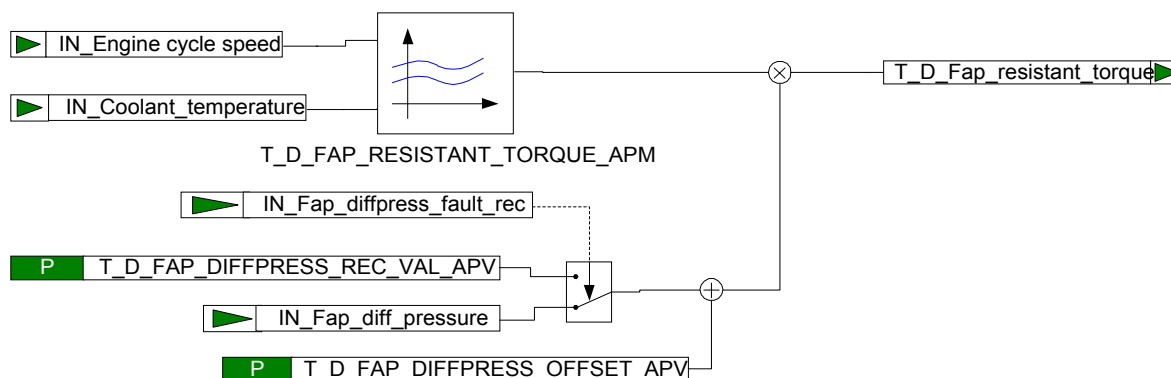 IN_Engine cycle speed
IN_Coolant_temperature
T_D_Fap_resistant_torque
T_D_FAP_RESISTANT_TORQUE_APM
IN_Fap_diffpress_fault_rec
P T_D_FAP_DIFFPRESS_REC_VAL_APV
IN_Fap_diff_pressure
P T_D_FAP_DIFFPRESS_OFFSET_APV